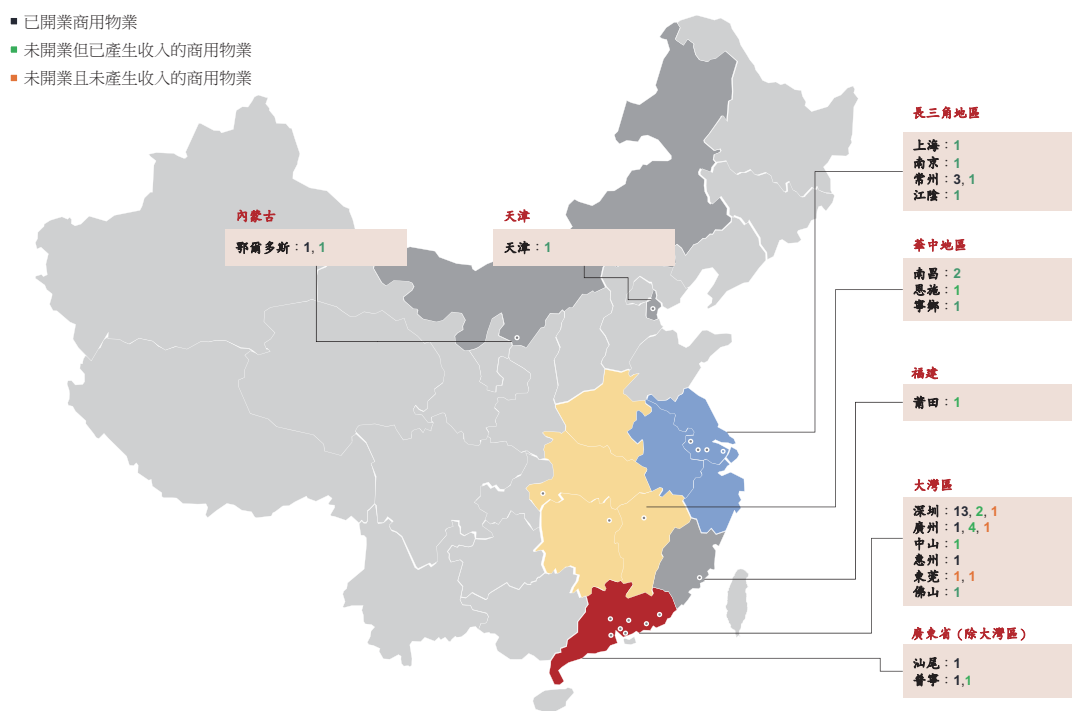 已開業商用物業
未開業但已產生收入的商用物業
未開業且未產生收入的商用物業
長三角地區
上海：1
南京：1
常州：3, 1
江陰：1
內蒙古
鄂爾多斯：1, 1
天津
天津：1
華中地區
南昌：2
恩施：1
寧鄉：1
福建
莆田：1
大灣區
深圳：13, 2, 1
廣州：1, 4, 1
中山：1
惠州：1
東莞：1, 1
佛山：1
廣東省 (除大灣區)
汕尾：1
普寧：1,1